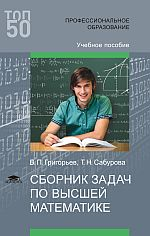 ТОП
50
ПРОФЕССИОНАЛЬНОЕ
ОБРАЗОВАНИЕ
Учебное пособие
В.П. Григорьев, Т.Н. Сабурова
СБОРНИК ЗАДАЧ
ПО ВЫСШЕЙ
МАТЕМАТИКЕ